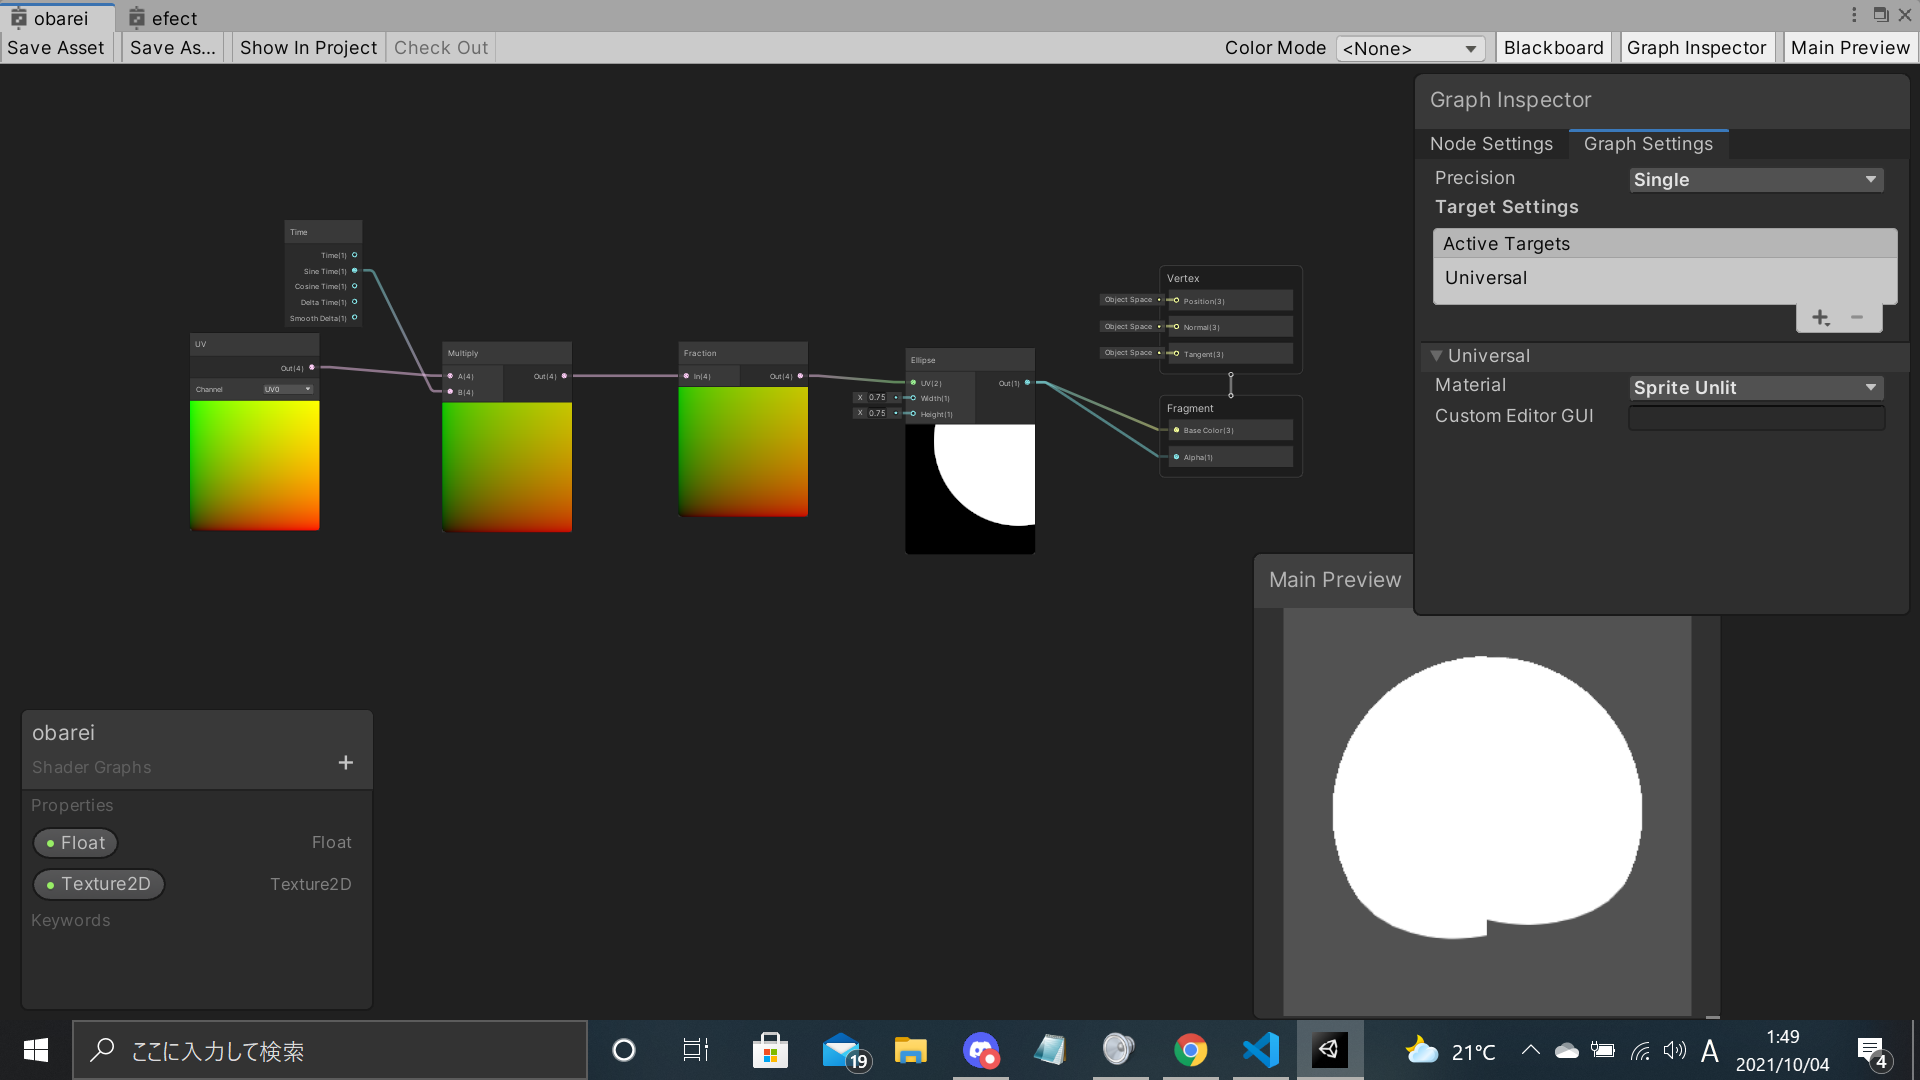 obarei
efect
Save Asset
Save As...
Show In Project
Check Out
Color Mode
<None>
Blackboard
Graph Inspector
Main Preview
Graph Inspector
Node Settings
Graph Settings
Precision
Single
Target Settings
Active Targets
Universal
Universal
Material
Sprite Unlit
Custom Editor GUI
Time
Time(1)
Sine Time(1)
Cosine Time(1)
Delta Time(1)
Smooth Delta(1)
UV
Out(4)
Channel
UV0
Multiply
A(4)
B(4)
Out(4)
Fraction
In(4)
Out(4)
Ellipse
UV(2)
Width(1)
Height(1)
Out(1)
X 0.75
X 0.75
Vertex
Object Space
Position(3)
Object Space
Normal(3)
Object Space
Tangent(3)
Fragment
Base Color(3)
Alpha(1)
Main Preview
obarei
Shader Graphs
Properties
Float
Float
Texture2D
Texture2D
Keywords
ここに入力して検索
19
21°C
A
1:49
2021/10/04
4